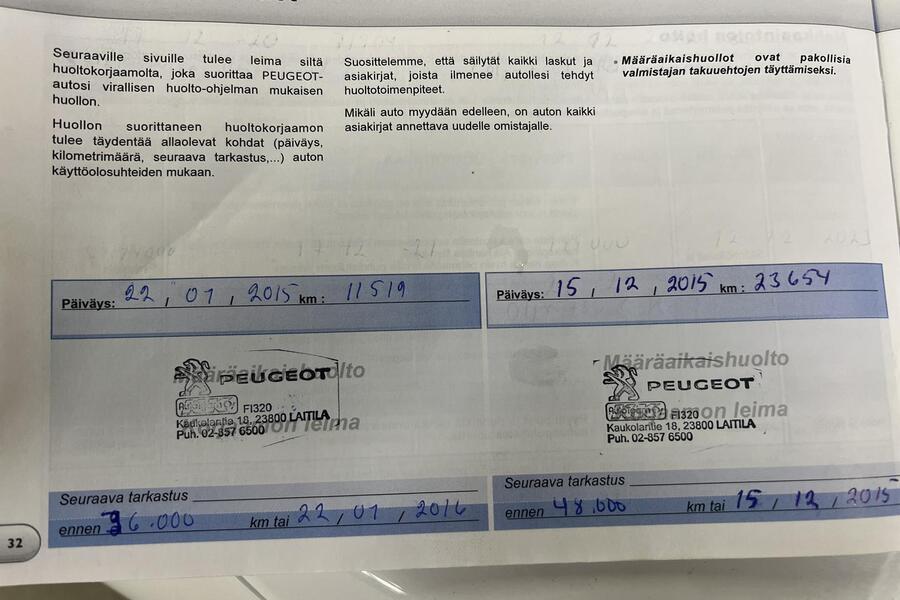 Seuraaville sivuille tulee leima siltä
huoltokorjaamolta, joka suorittaa PEUGEOT-
autosi virallisen huolto-ohjelman mukaisen
huollon.
Huollon suorittaneen huoltokorjaamon
tulee täydentää allaolevat kohdat (päiväys,
kilometrimäärä, seuraava tarkastus,...) auton
käyttöolosuhteiden mukaan.
Suosittelemme, että säilytät kaikki laskut ja
asiakirjat, joista ilmenee autollesi tehdyt
huoltotoimenpiteet.
Mikäli auto myydään edelleen, on auton kaikki
asiakirjat annettava uudelle omistajalle.
• Määräaikaishuollot ovat pakollisia
valmistajan takuuehtojen täyttämiseksi.
Päiväys: 22 , 01 , 2015 km : 11519
PEUGEOT
FI320
Kaukolantie 18, 23800 LAITILA
Puh. 02-857 6500
leima
Seuraava tarkastus
ennen 36.000 km tai 22 , 01 , 2016
Päiväys: 15 , 12 , 2015 km : 23654
Määräaikaishuolto
PEUGEOT
FI320
Kaukolantie 18, 23800 LAITILA
Puh. 02-857 6500
leima
Seuraava tarkastus
ennen 48.000 km tai 15 , 12 , 2015
32